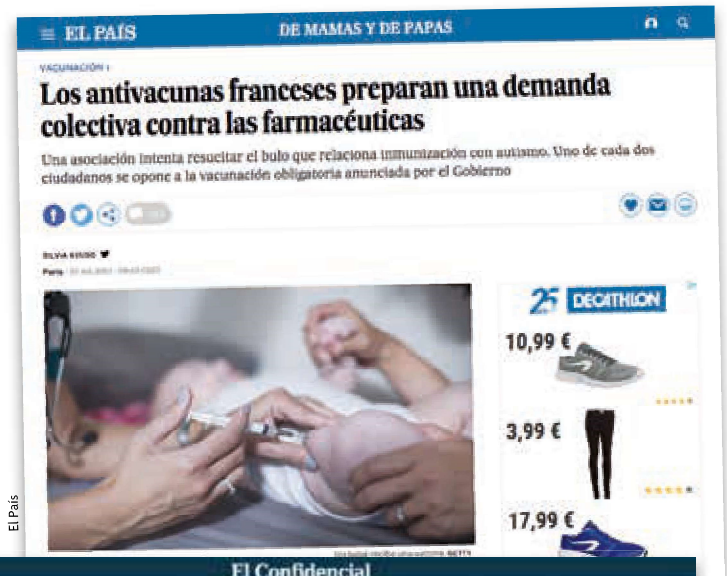 EL PAÍS
DE MAMAS Y DE PAPAS
VACUNACIÓN
Los antivacunas franceses preparan una demanda
colectiva contra las farmacéuticas
Una asociación intenta resucitar el bulo que relaciona inmunización con autismo. Uno de cada dos
ciudadanos se opone a la vacunación obligatoria anunciada por el Gobierno
París
25 DECATHLON
10,99 €
3,99 €
17,99 €
GETTY
El País
El Confidencial